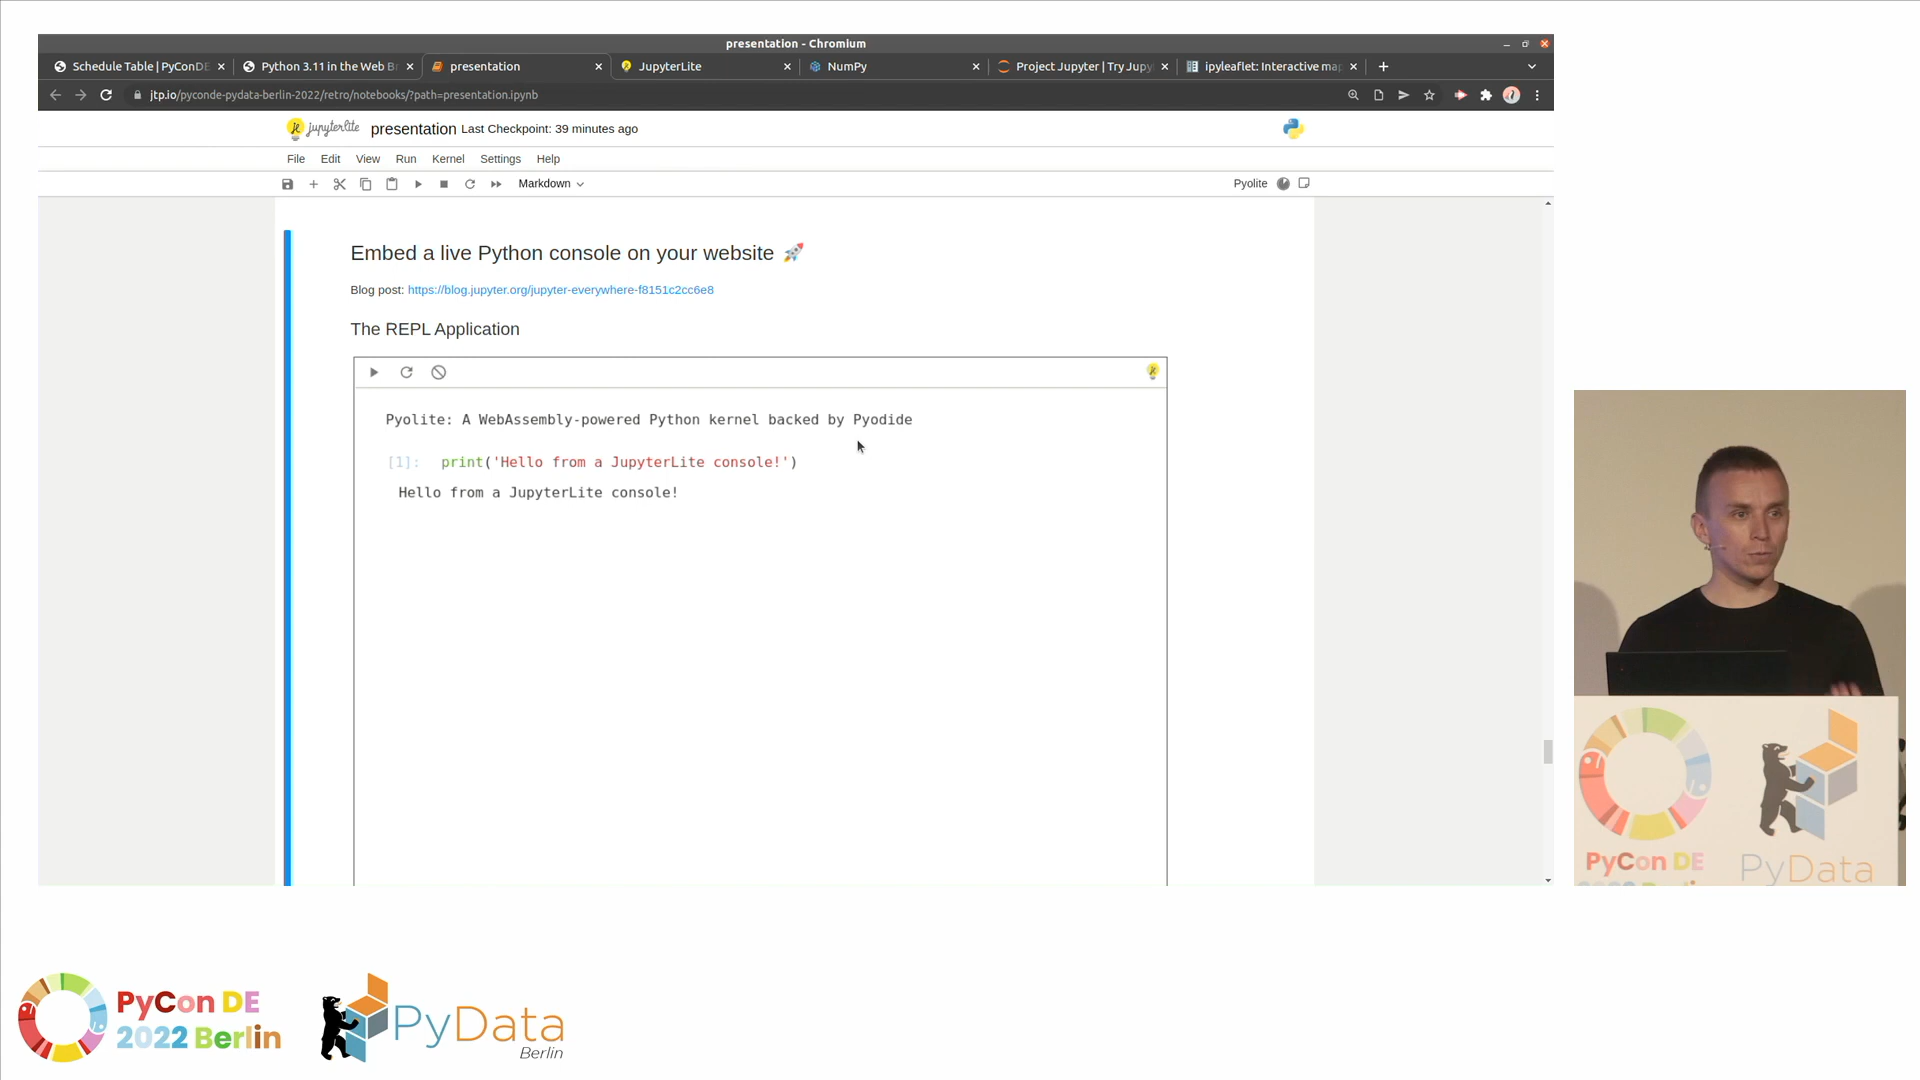 presentation - Chromium
Schedule Table | PyConDE
Python 3.11 in the Web B
presentation
JupyterLite
NumPy
Project Jupyter | Try Jupy
ipyleaflet: Interactive ma
jtp.io/pyconde-pydata-berlin-2022/retro/notebooks/?path=presentation.ipynb
jupyterlite presentation Last Checkpoint: 39 minutes ago
File Edit View Run Kernel Settings Help
Markdown
Pyolite
Embed a live Python console on your website 🚀
Blog post: https://blog.jupyter.org/jupyter-everywhere-f8151c2cc6e8
The REPL Application
Pyolite: A WebAssembly-powered Python kernel backed by Pyodide
[1]: print('Hello from a JupyterLite console!')
Hello from a JupyterLite console!
PyCon DE
PyData
PyCon DE
2022 Berlin
PyData
Berlin